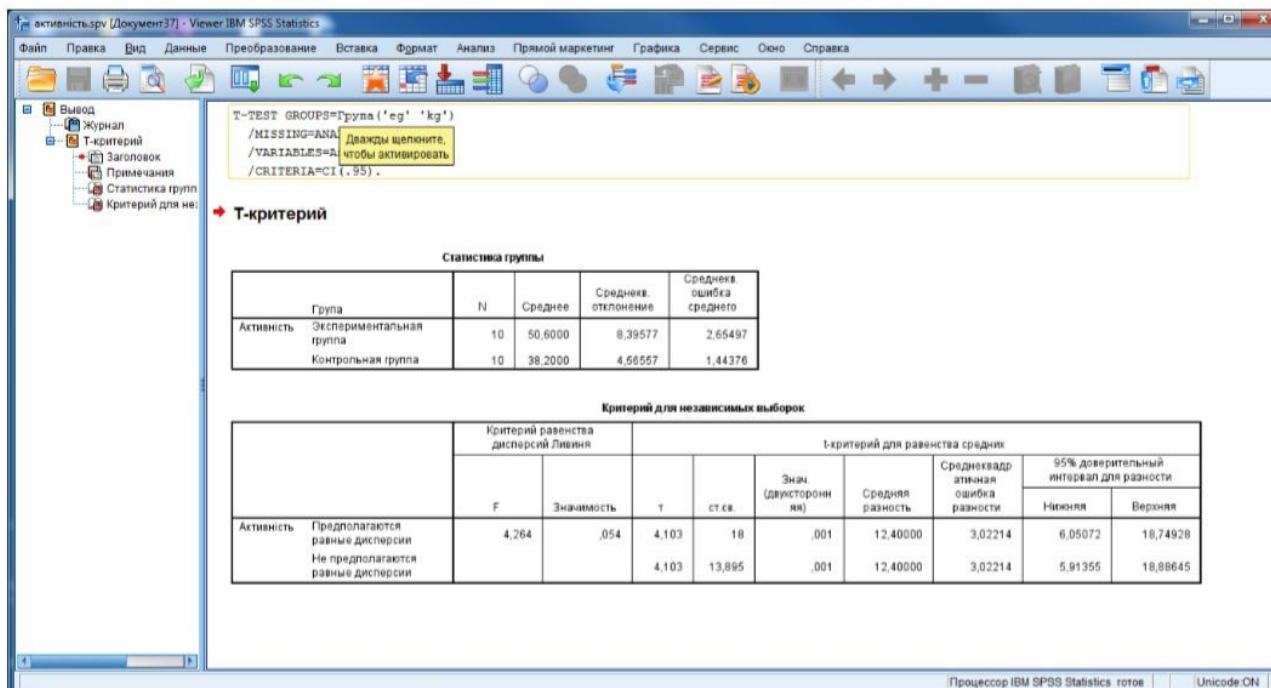 активність.spv [Документ37] - Viewer IBM SPSS Statistics
Файл Правка Вид Данные Преобразование Вставка Формат Анализ Прямой маркетинг Графика Сервис Окно Справка
Вывод
Журнал
Т-критерий
Заголовок
Примечания
Статистика групп
Критерий для не
T-TEST GROUPS=Група('eg' 'kg')
/MISSING=ANA
/VARIABLES=А
/CRITERIA=CI(.95).
Дважды щелкните,
чтобы активировать
Т-критерий
Статистика группы
Група N Среднее Среднекв. отклонение Среднекв. ошибка среднего
Активність Экспериментальная группа 10 50,6000 8,39577 2,65497
Контрольная группа 10 38,2000 4,56557 1,44376
Критерий для независимых выборок
Критерий равенства дисперсий Ливиня t-критерий для равенства средних
F Значимость т ст.св. Знач. (двухсторонняя) Средняя разность Среднеквадратичная ошибка разности 95% доверительный интервал для разности
Нижняя Верхняя
Активність Предполагаются равные дисперсии 4,264 ,054 4,103 18 ,001 12,40000 3,02214 6,05072 18,74928
Не предполагаются равные дисперсии 4,103 13,895 ,001 12,40000 3,02214 5,91355 18,88645
Процессор IBM SPSS Statistics готов Unicode:ON